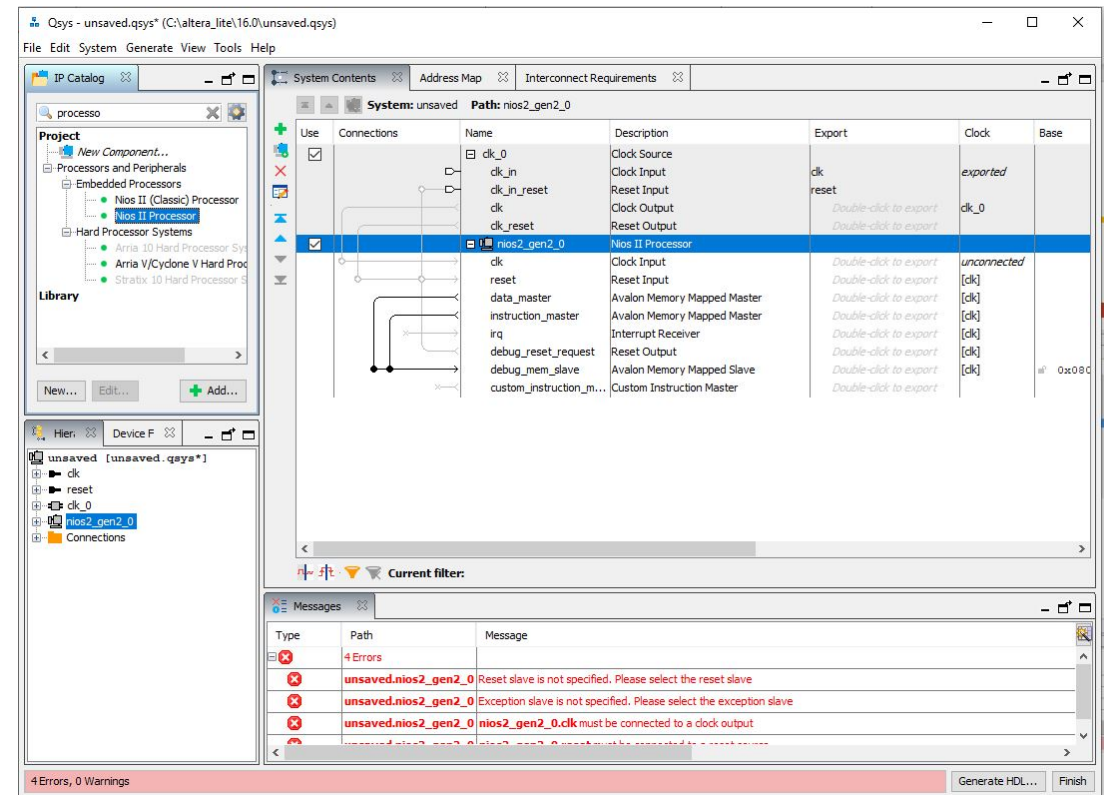 Qsys - unsaved.qsys* (C:\altera_lite\16.0\unsaved.qsys)
File Edit System Generate View Tools Help
IP Catalog
processo
Project
New Component...
Processors and Peripherals
Embedded Processors
Nios II (Classic) Processor
Nios II Processor
Hard Processor Systems
Arria 10 Hard Processor Sys
Arria V/Cyclone V Hard Proc
Stratix 10 Hard Processor S
Library
New... Edit... Add...
Hier. Device F
unsaved [unsaved.qsys*]
clk
reset
clk_0
nios2_gen2_0
Connections
System Contents Address Map Interconnect Requirements
System: unsaved Path: nios2_gen2_0
Use Connections Name Description Export Clock Base
clk_0 Clock Source
clk_in Clock Input clk exported
clk_in_reset Reset Input reset
clk Clock Output Double-click to export clk_0
clk_reset Reset Output Double-click to export
nios2_gen2_0 Nios II Processor
clk Clock Input Double-click to export unconnected
reset Reset Input Double-click to export [clk]
data_master Avalon Memory Mapped Master Double-click to export [clk]
instruction_master Avalon Memory Mapped Master Double-click to export [clk]
irq Interrupt Receiver Double-click to export [clk]
debug_reset_request Reset Output Double-click to export [clk]
debug_mem_slave Avalon Memory Mapped Slave Double-click to export [clk] 0x080
custom_instruction_m... Custom Instruction Master Double-click to export
Current filter:
Messages
Type Path Message
4 Errors
unsaved.nios2_gen2_0 Reset slave is not specified. Please select the reset slave
unsaved.nios2_gen2_0 Exception slave is not specified. Please select the exception slave
unsaved.nios2_gen2_0 nios2_gen2_0.clk must be connected to a clock output
4 Errors, 0 Warnings
Generate HDL... Finish